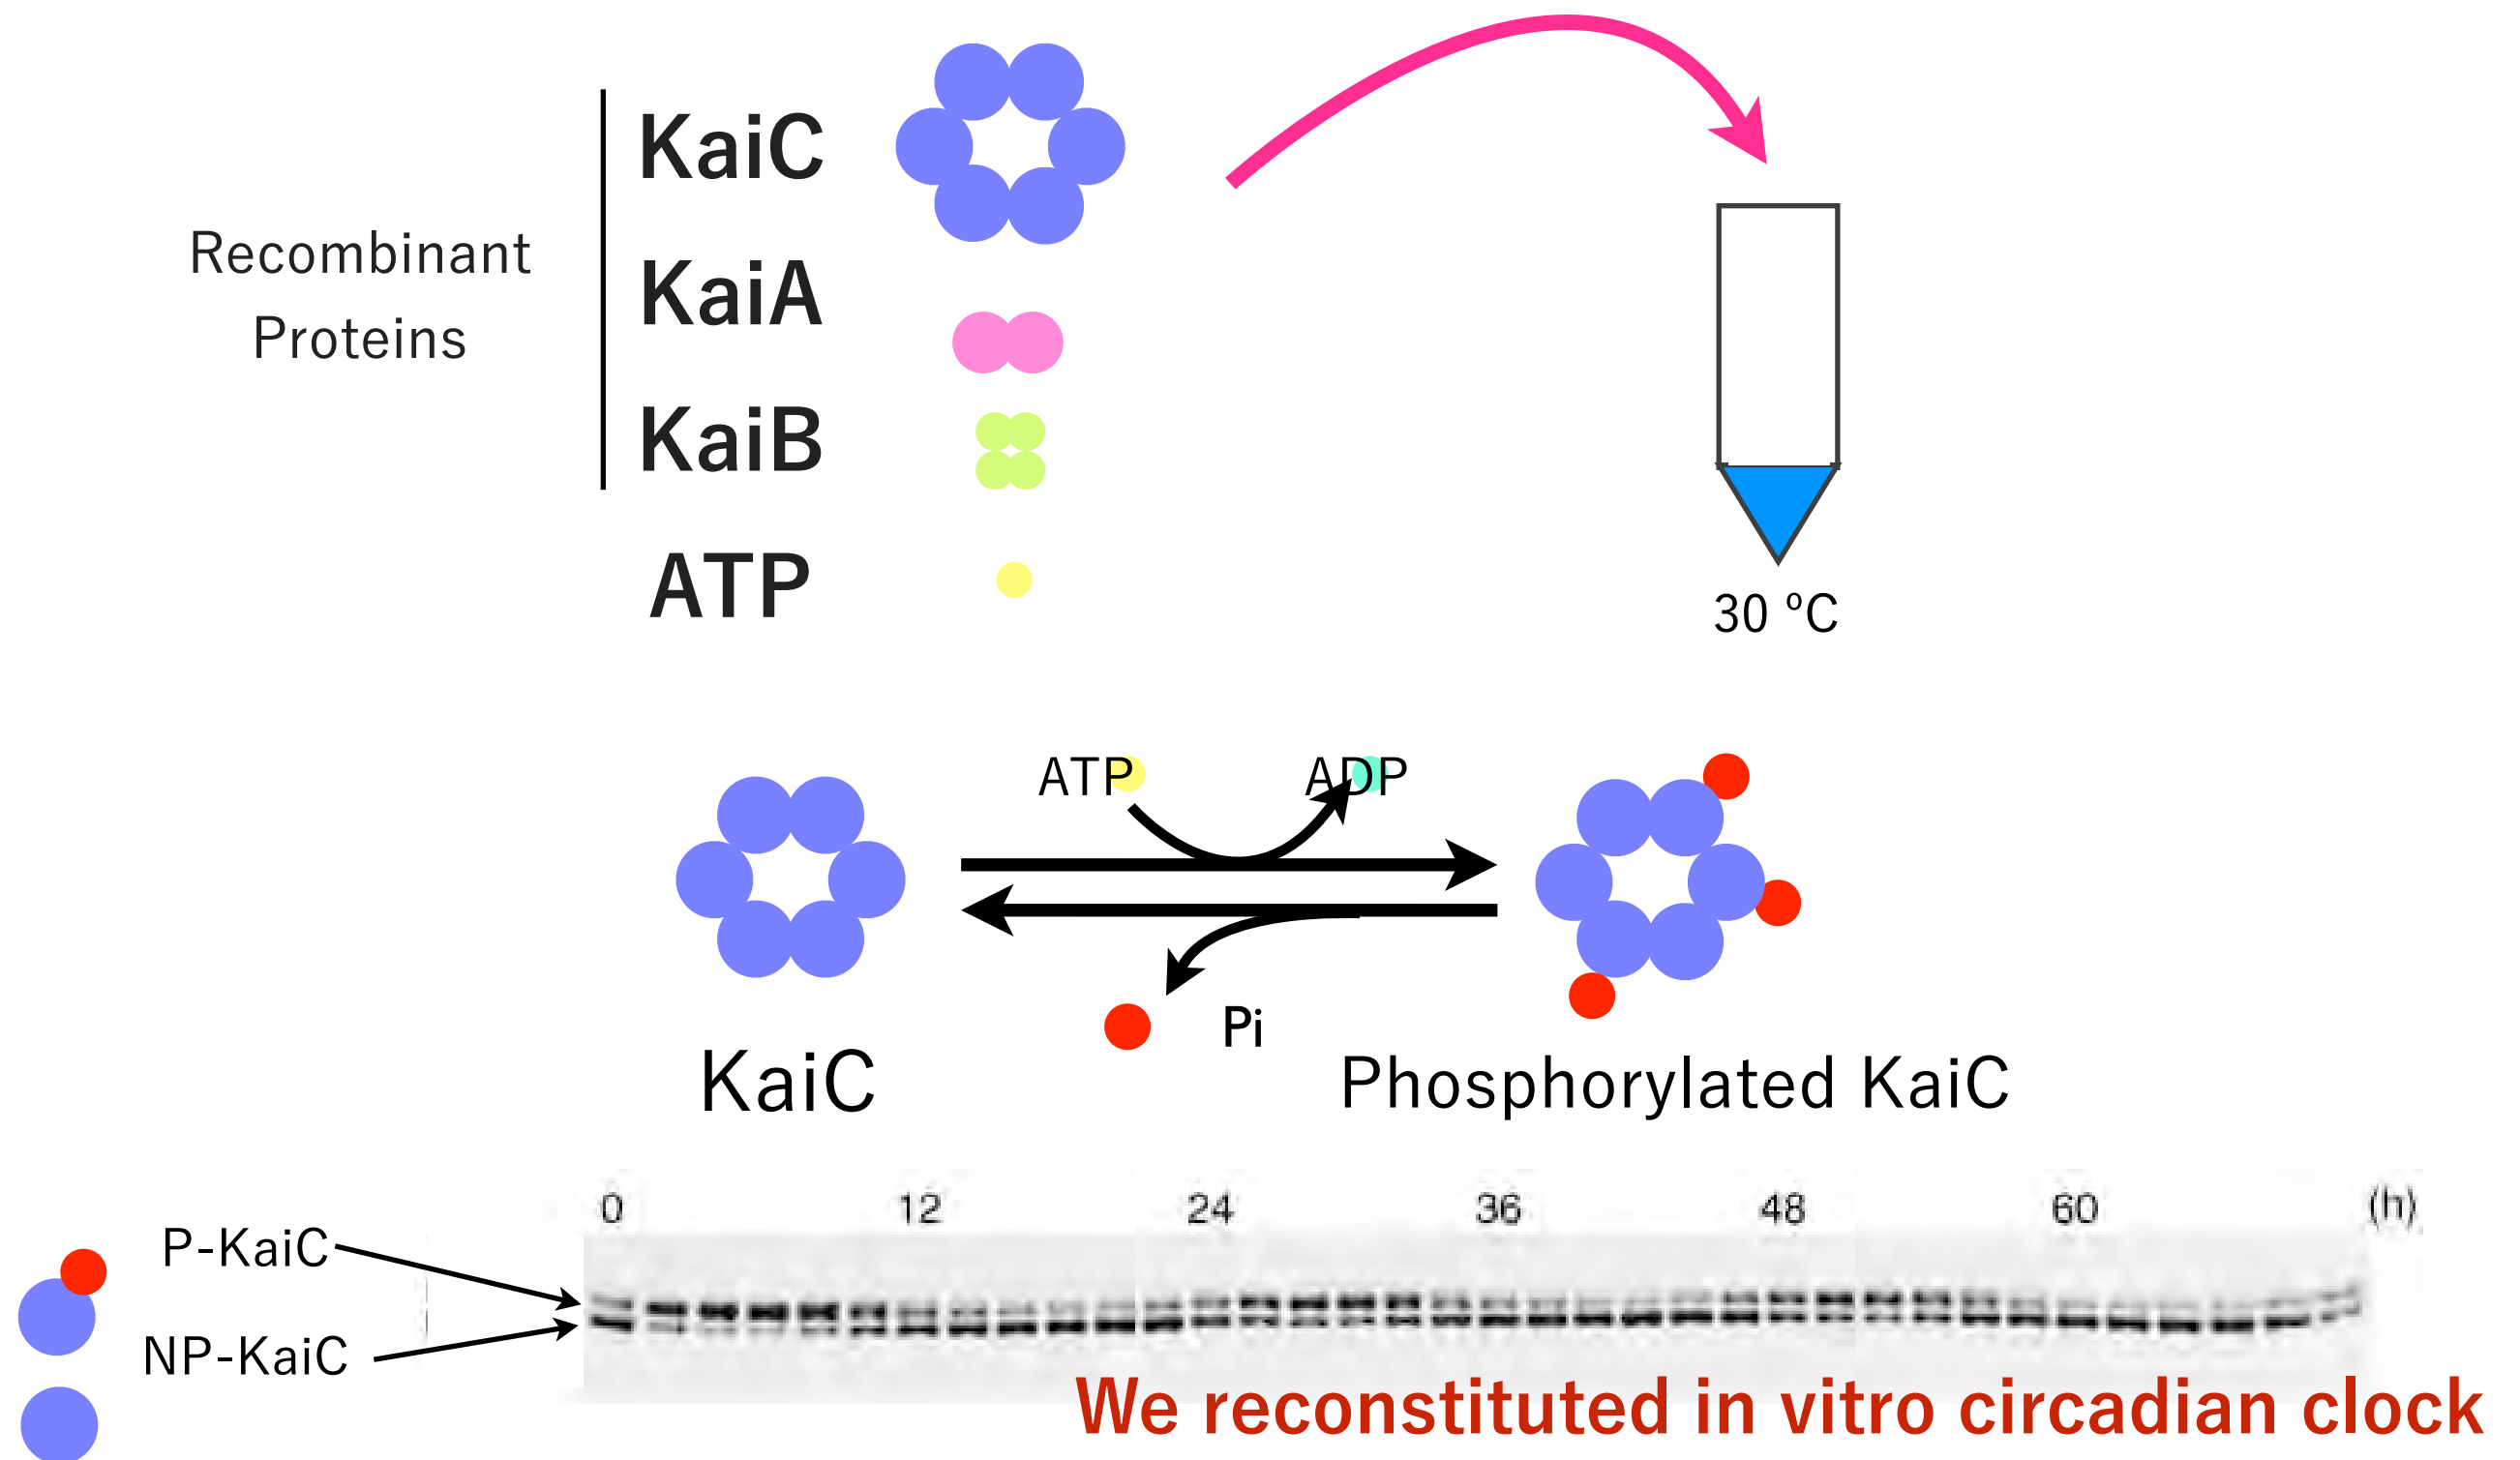 KaiC
Recombinant
Proteins
KaiA
KaiB
ATP
30 ºC
ATP
ADP
Pi
KaiC
Phosphorylated KaiC
0 12 24 36 48 60 (h)
P-KaiC
NP-KaiC
We reconstituted in vitro circadian clock